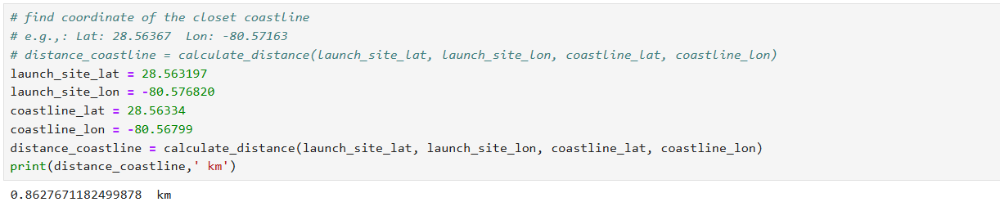 # find coordinate of the closet coastline
# e.g.,: Lat: 28.56367  Lon: -80.57163
# distance_coastline = calculate_distance(launch_site_lat, launch_site_lon, coastline_lat, coastline_lon)
launch_site_lat = 28.563197
launch_site_lon = -80.576820
coastline_lat = 28.56334
coastline_lon = -80.56799
distance_coastline = calculate_distance(launch_site_lat, launch_site_lon, coastline_lat, coastline_lon)
print(distance_coastline,' km')
0.8627671182499878  km